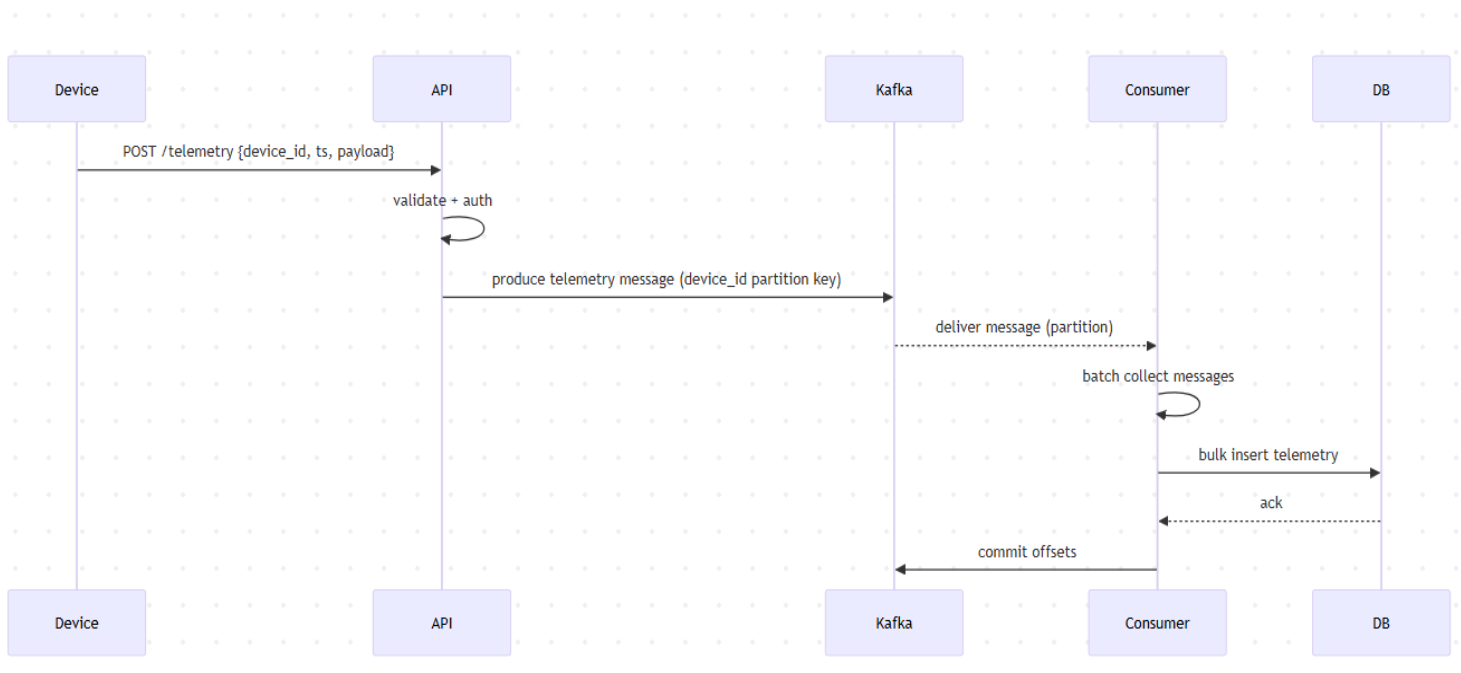 Device
API
Kafka
Consumer
DB
POST /telemetry {device_id, ts, payload}
validate + auth
produce telemetry message (device_id partition key)
deliver message (partition)
batch collect messages
bulk insert telemetry
ack
commit offsets
Device
API
Kafka
Consumer
DB